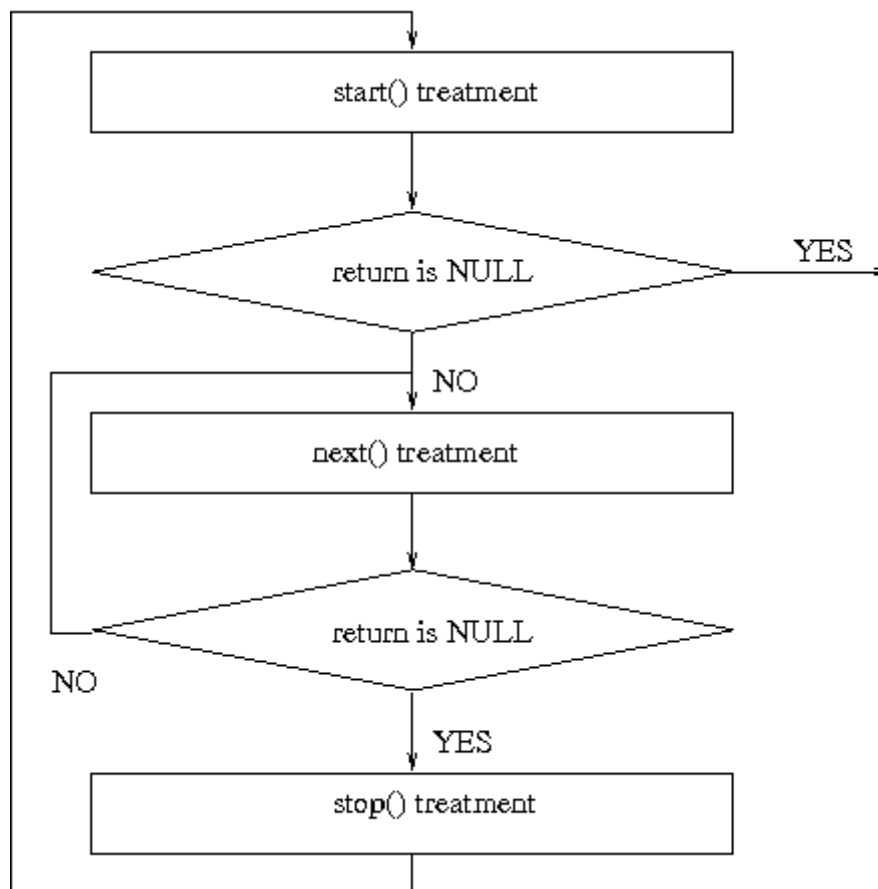 start() treatment
return is NULL
YES
NO
next() treatment
return is NULL
NO
YES
stop() treatment